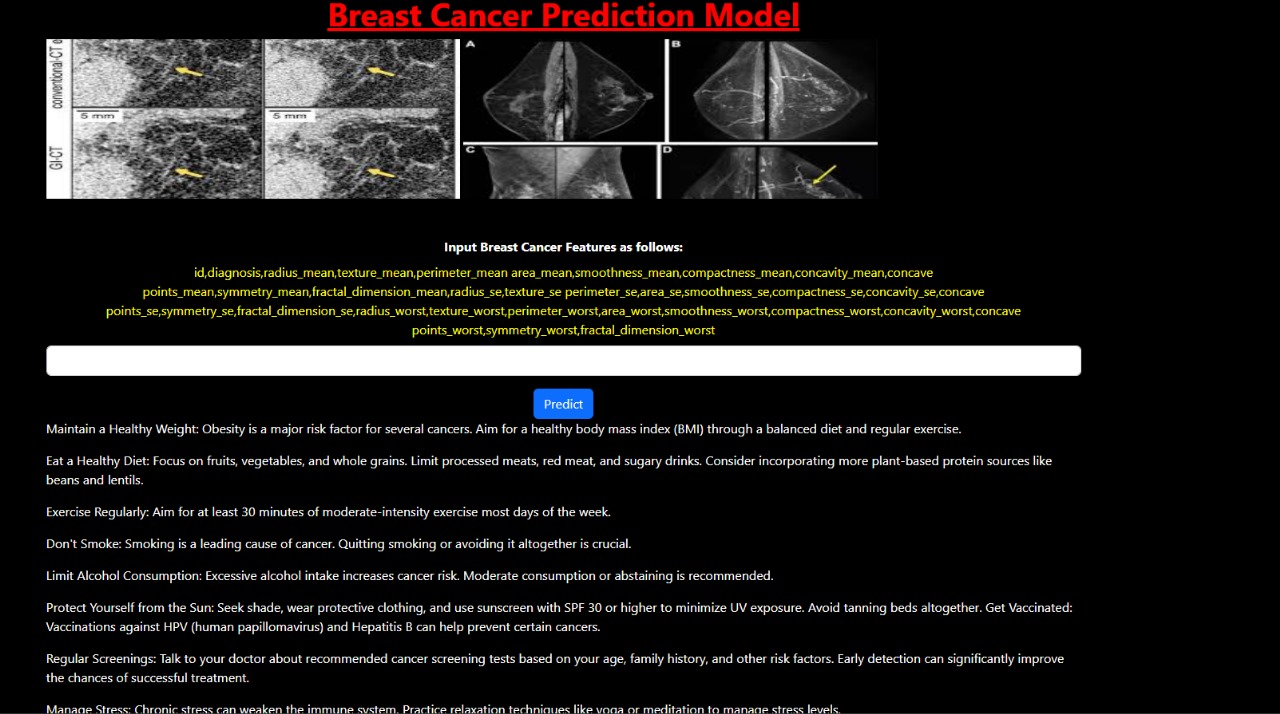 Breast Cancer Prediction Model
conventional-CT
A
B
5 mm
5 mm
GI-CT
C
D
Input Breast Cancer Features as follows:
id,diagnosis,radius_mean,texture_mean,perimeter_mean area_mean,smoothness_mean,compactness_mean,concavity_mean,concave
points_mean,symmetry_mean,fractal_dimension_mean,radius_se,texture_se perimeter_se,area_se,smoothness_se,compactness_se,concavity_se,concave
points_se,symmetry_se,fractal_dimension_se,radius_worst,texture_worst,perimeter_worst,area_worst,smoothness_worst,compactness_worst,concavity_worst,concave
points_worst,symmetry_worst,fractal_dimension_worst
Predict
Maintain a Healthy Weight: Obesity is a major risk factor for several cancers. Aim for a healthy body mass index (BMI) through a balanced diet and regular exercise.
Eat a Healthy Diet: Focus on fruits, vegetables, and whole grains. Limit processed meats, red meat, and sugary drinks. Consider incorporating more plant-based protein sources like
beans and lentils.
Exercise Regularly: Aim for at least 30 minutes of moderate-intensity exercise most days of the week.
Don't Smoke: Smoking is a leading cause of cancer. Quitting smoking or avoiding it altogether is crucial.
Limit Alcohol Consumption: Excessive alcohol intake increases cancer risk. Moderate consumption or abstaining is recommended.
Protect Yourself from the Sun: Seek shade, wear protective clothing, and use sunscreen with SPF 30 or higher to minimize UV exposure. Avoid tanning beds altogether. Get Vaccinated:
Vaccinations against HPV (human papillomavirus) and Hepatitis B can help prevent certain cancers.
Regular Screenings: Talk to your doctor about recommended cancer screening tests based on your age, family history, and other risk factors. Early detection can significantly improve
the chances of successful treatment.
Manage Stress: Chronic stress can weaken the immune system. Practice relaxation techniques like yoga or meditation to manage stress levels.